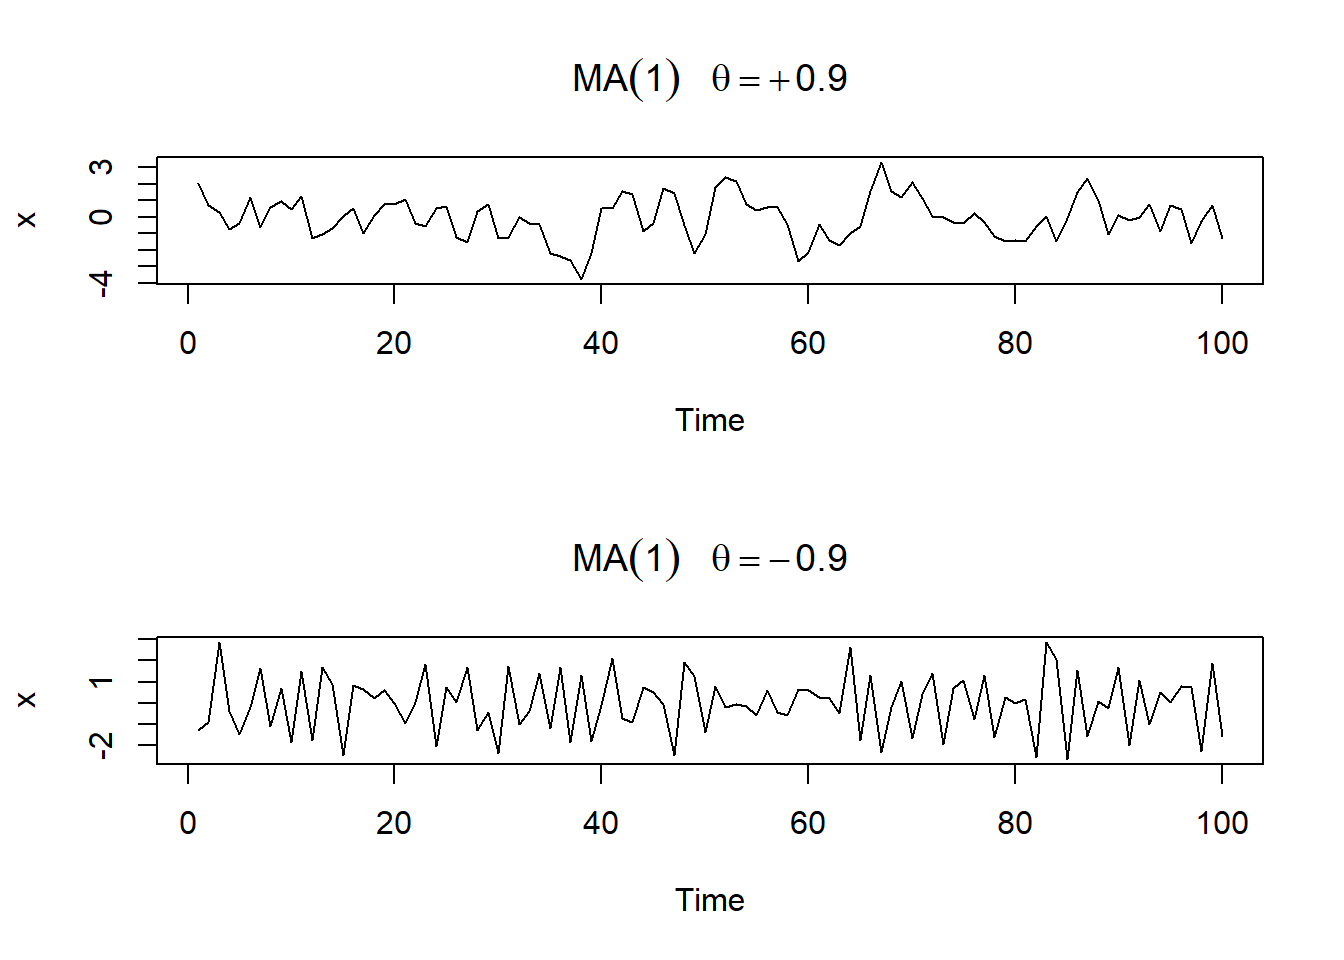 MA(1) θ = +0.9
x
3
0
-4
0 20 40 60 80 100
Time
MA(1) θ = −0.9
x
1
-2
0 20 40 60 80 100
Time